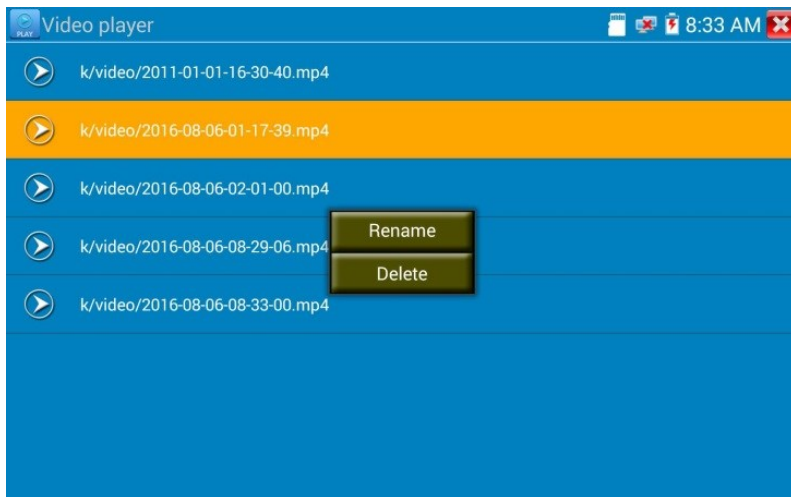 PLAY
Video player
8:33 AM
k/video/2011-01-01-16-30-40.mp4
k/video/2016-08-06-01-17-39.mp4
k/video/2016-08-06-02-01-00.mp4
k/video/2016-08-06-08-29-06.mp4
k/video/2016-08-06-08-33-00.mp4
Rename
Delete